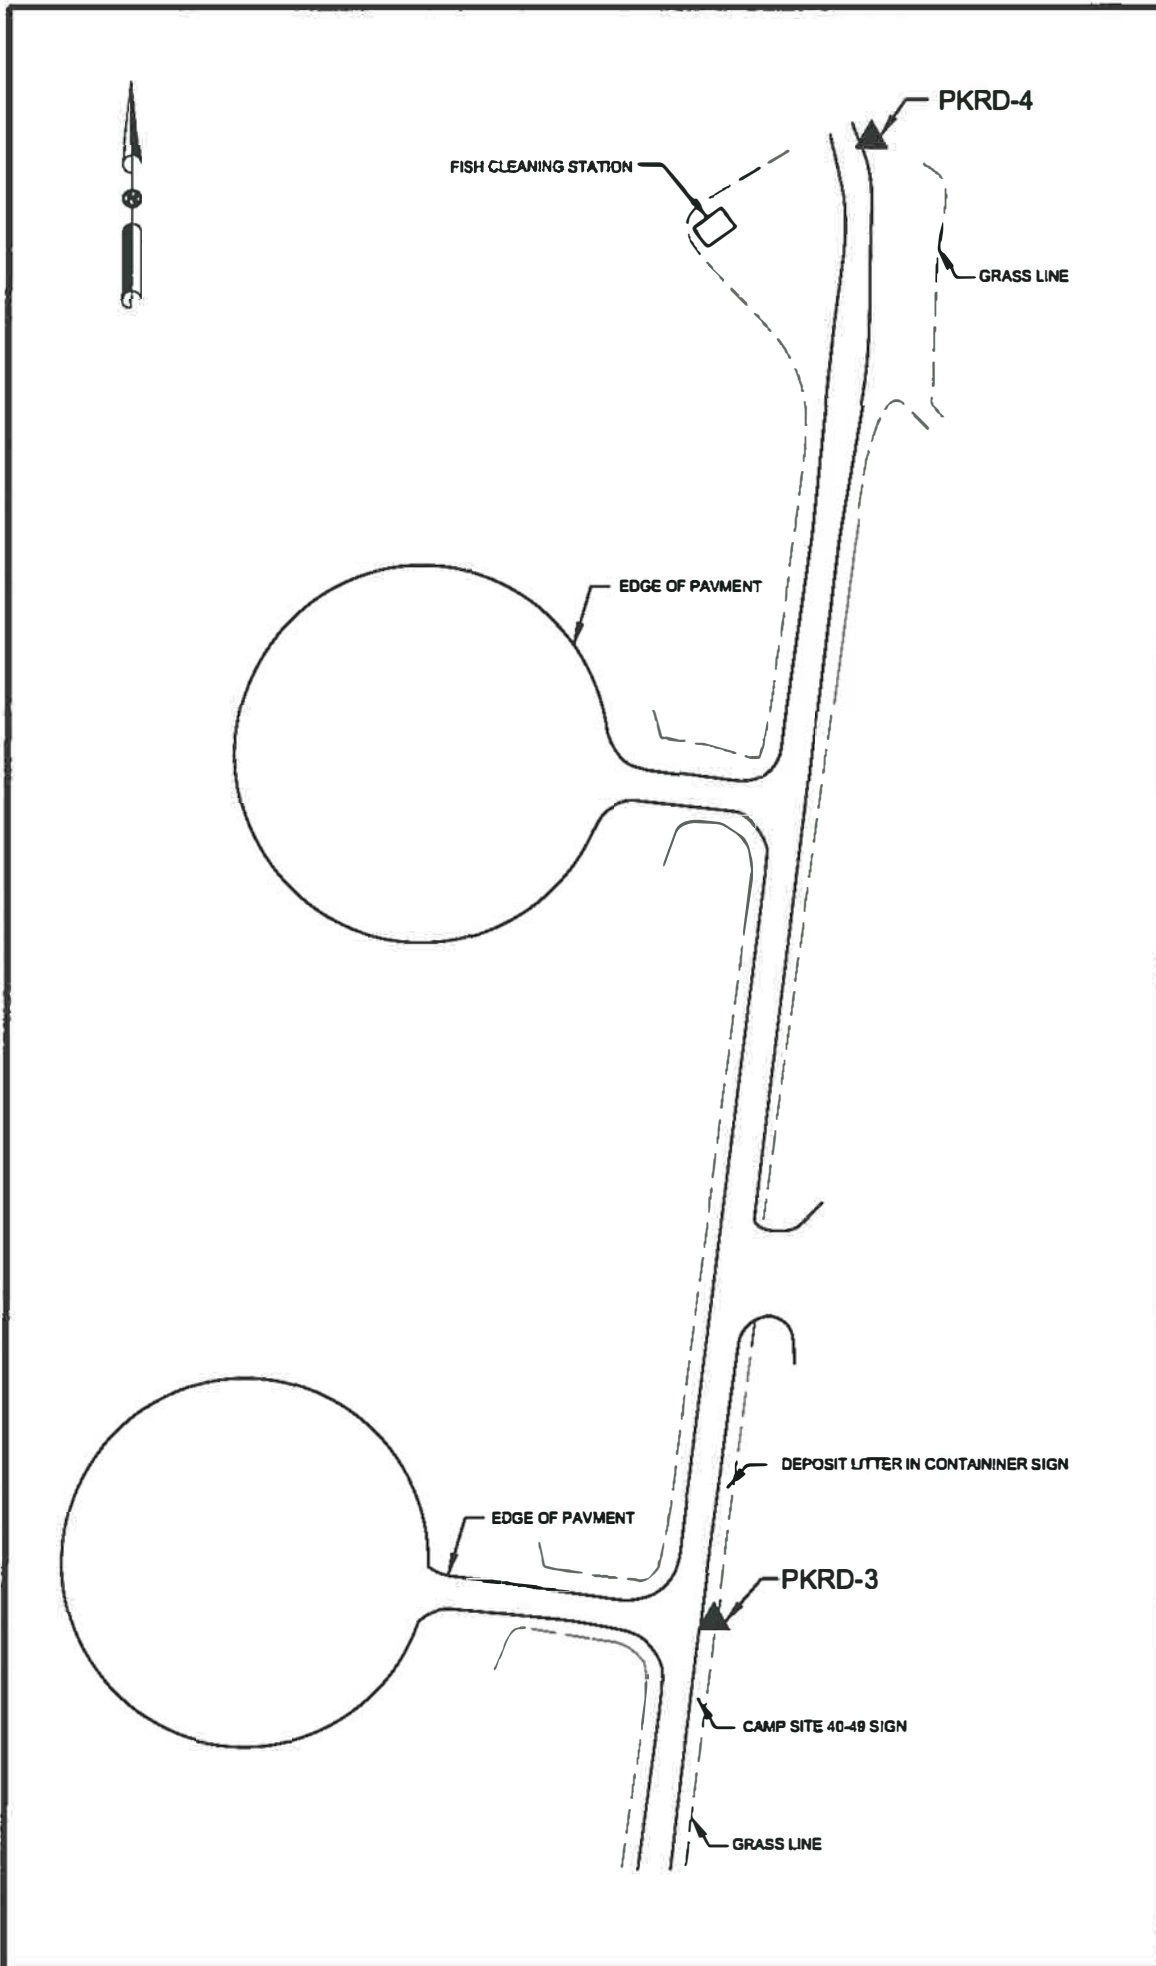 PKRD-4
FISH CLEANING STATION
GRASS LINE
EDGE OF PAVMENT
DEPOSIT LITTER IN CONTAININER SIGN
EDGE OF PAVMENT
PKRD-3
CAMP SITE 40-49 SIGN
GRASS LINE